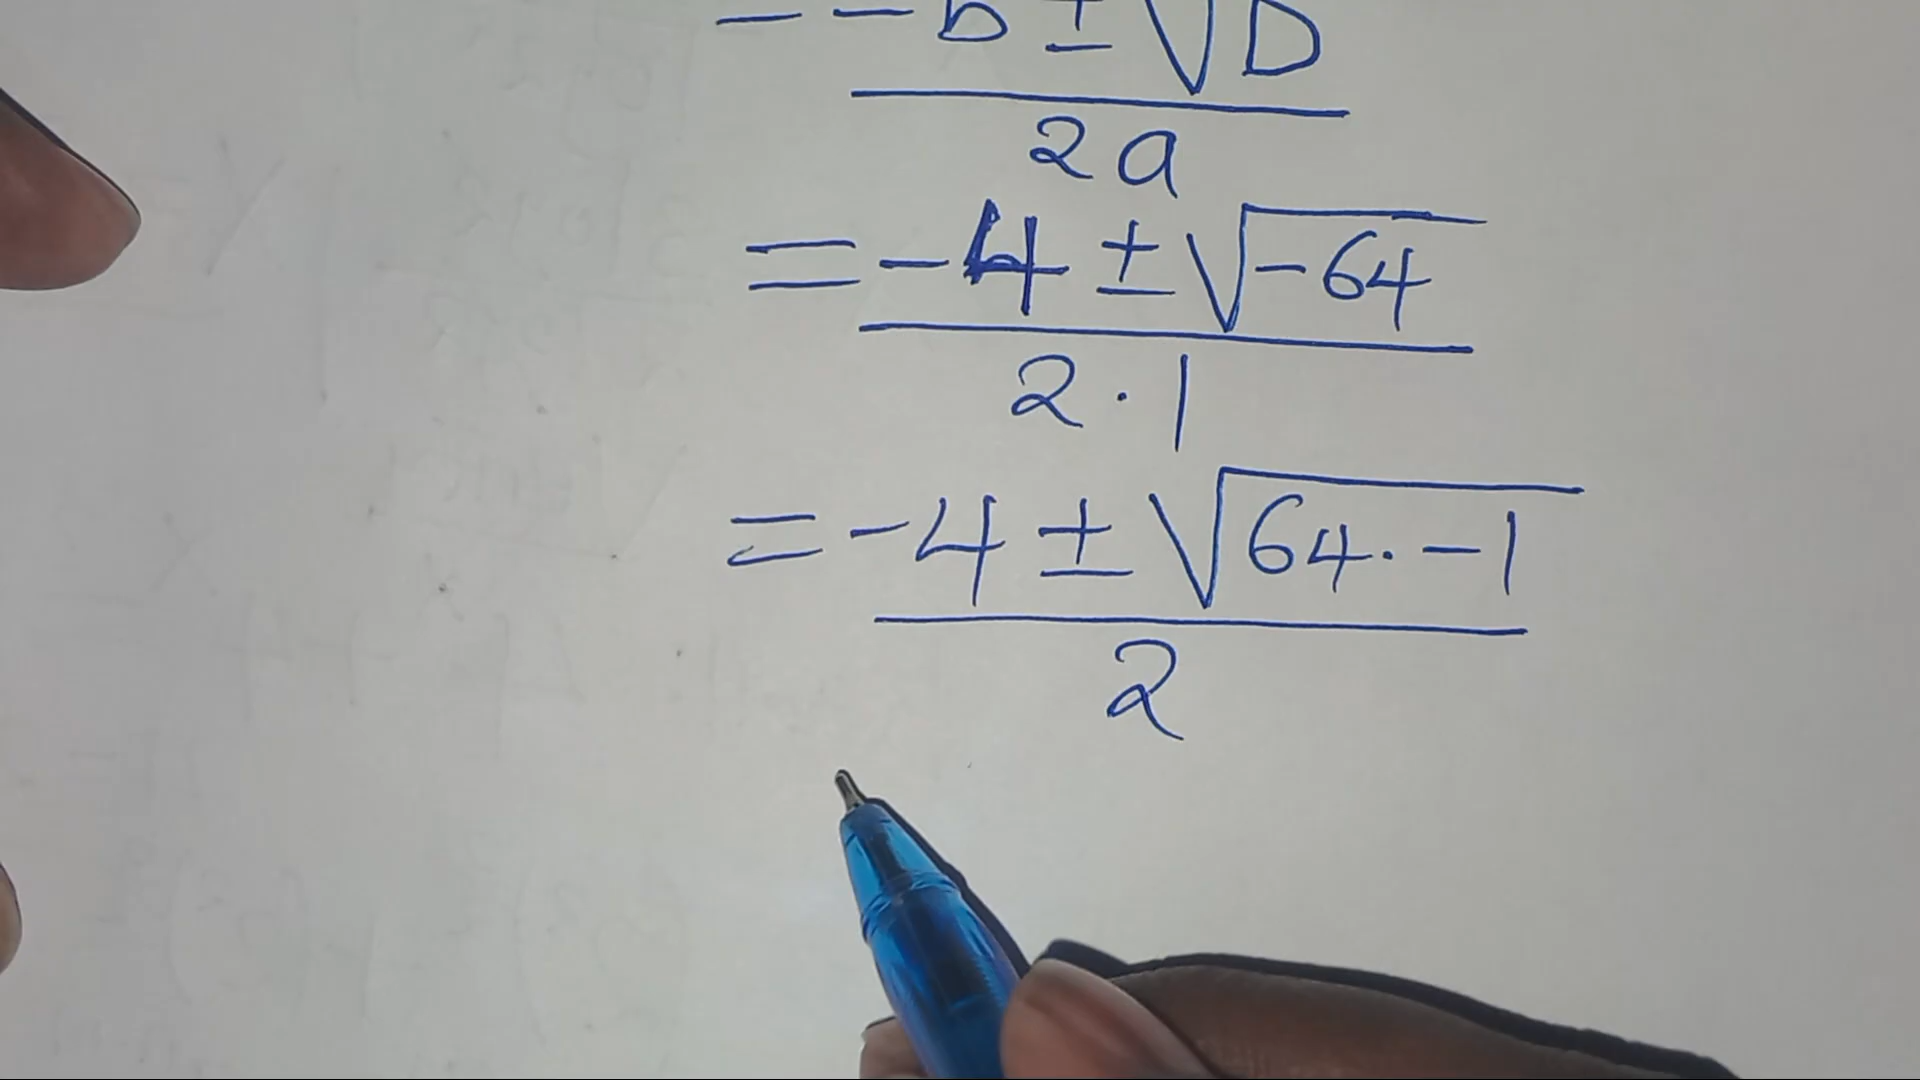 = -b ± √D
2a
= -4 ± √-64
2 · 1
= -4 ± √64 · -1
2